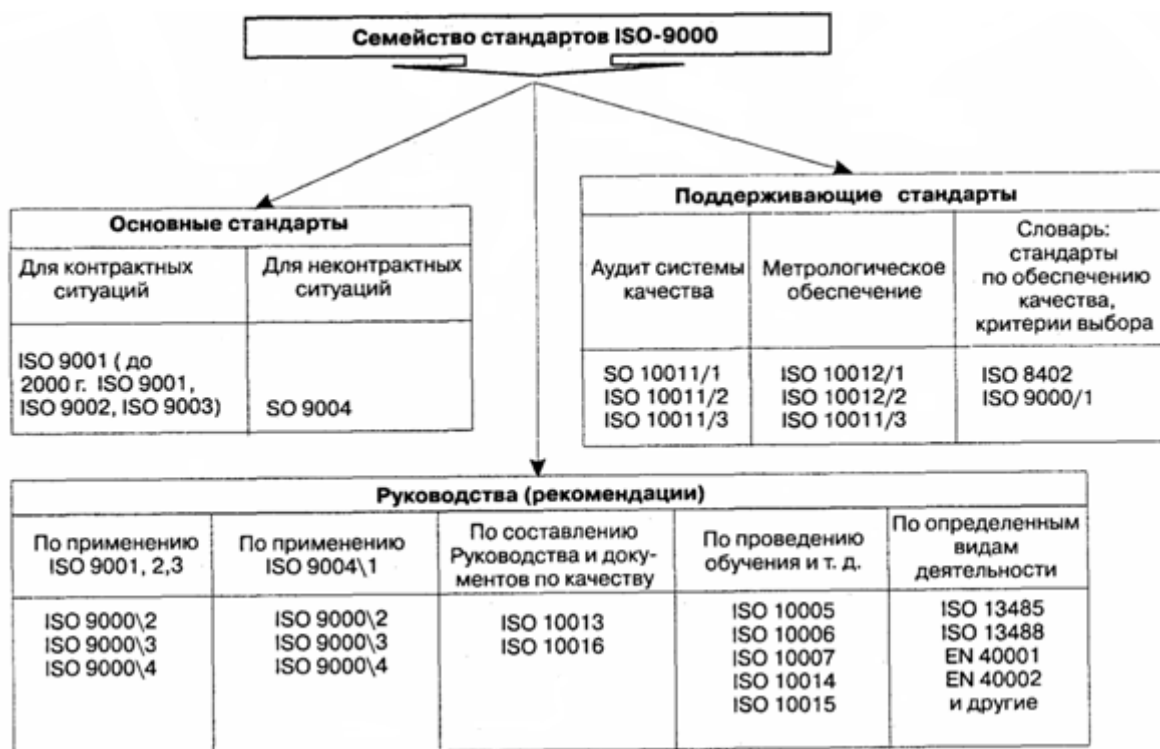 Семейство стандартов ISO-9000
Основные стандарты
Для контрактных
ситуаций
Для неконтрактных
ситуаций
ISO 9001 ( до
2000 г. ISO 9001,
ISO 9002, ISO 9003)
SO 9004
Поддерживающие стандарты
Аудит системы
качества
Метрологическое
обеспечение
Словарь:
стандарты
по обеспечению
качества,
критерии выбора
SO 10011/1
ISO 10011/2
ISO 10011/3
ISO 10012/1
ISO 10012/2
ISO 10011/3
ISO 8402
ISO 9000/1
Руководства (рекомендации)
По применению
ISO 9001, 2,3
По применению
ISO 9004\1
По составлению
Руководства и доку-
ментов по качеству
По проведению
обучения и т. д.
По определенным
видам
деятельности
ISO 9000\2
ISO 9000\3
ISO 9000\4
ISO 9000\2
ISO 9000\3
ISO 9000\4
ISO 10013
ISO 10016
ISO 10005
ISO 10006
ISO 10007
ISO 10014
ISO 10015
ISO 13485
ISO 13488
EN 40001
EN 40002
и другие